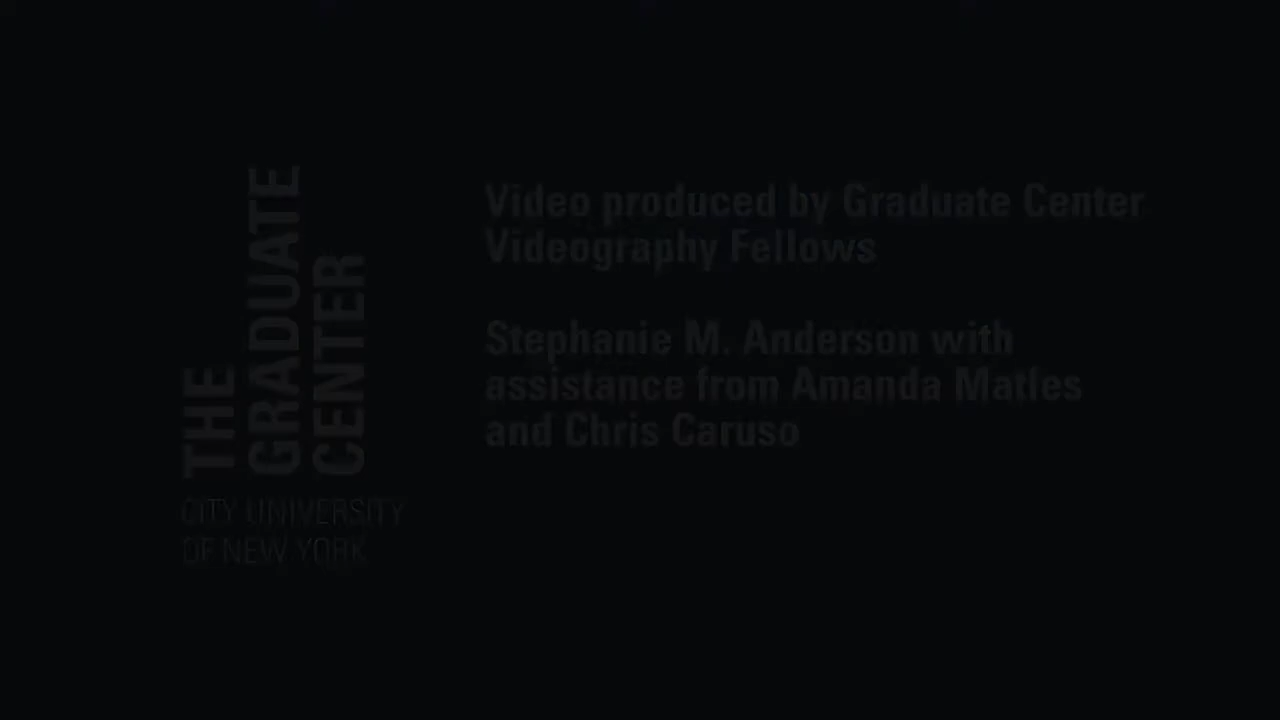 THE
GRADUATE
CENTER
CITY UNIVERSITY
OF NEW YORK
Video produced by Graduate Center
Videography Fellows
Stephanie M. Anderson with
assistance from Amanda Matles
and Chris Caruso